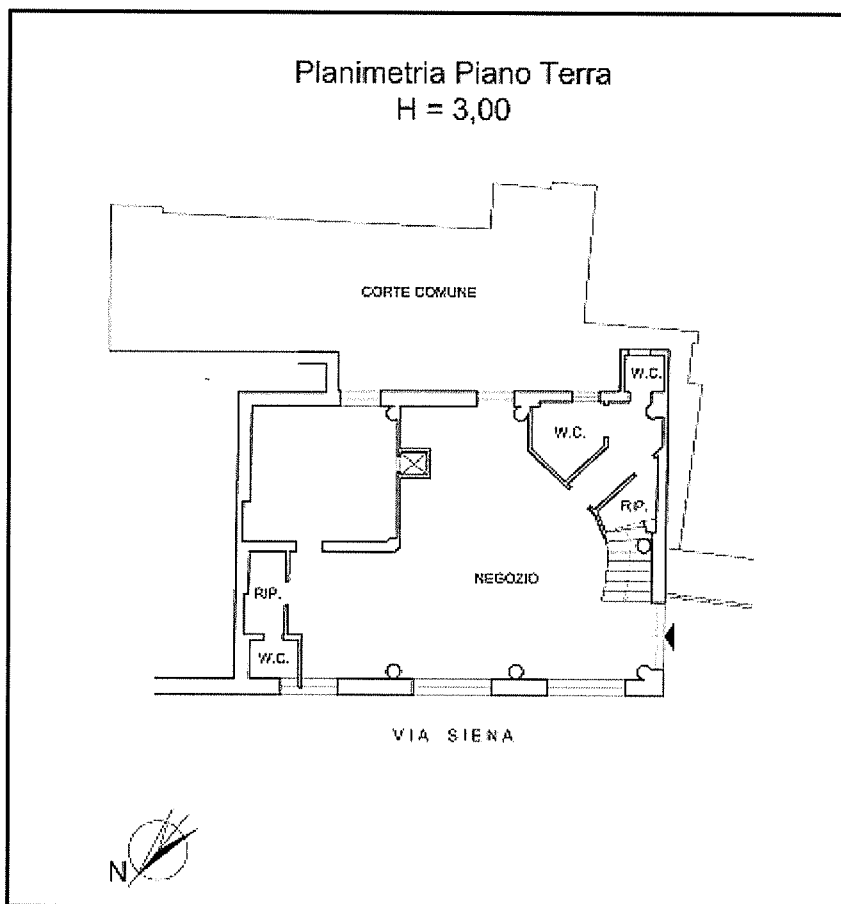 Planimetria Piano Terra
H = 3,00
CORTE COMUNE
W.C.
W.C.
RIP.
NEGOZIO
RIP.
W.C.
VIA SIENA
N